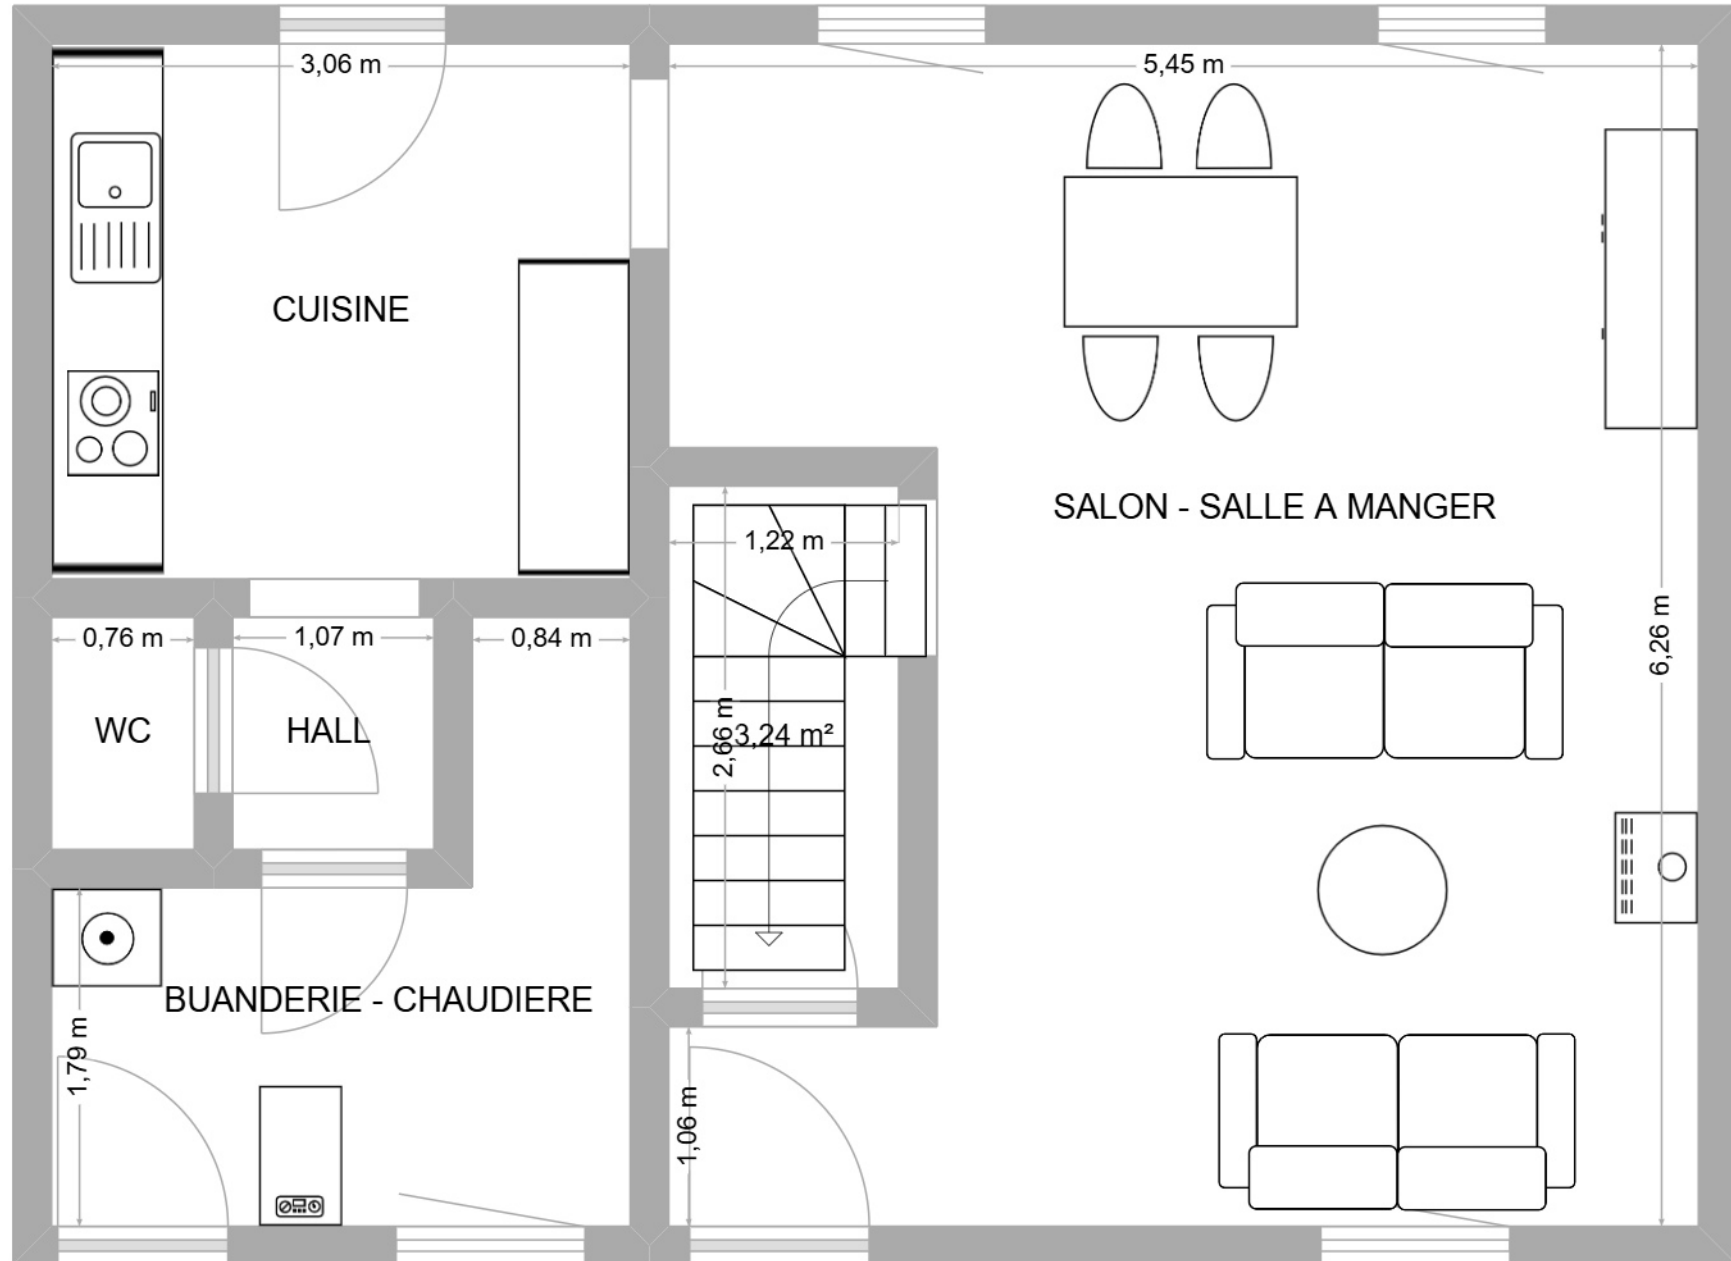 3,06 m
5,45 m
CUISINE
SALON - SALLE A MANGER
1,22 m
6,26 m
0,76 m
1,07 m
0,84 m
WC
HALL
2,66 m
3,24 m²
BUANDERIE - CHAUDIERE
1,79 m
1,06 m